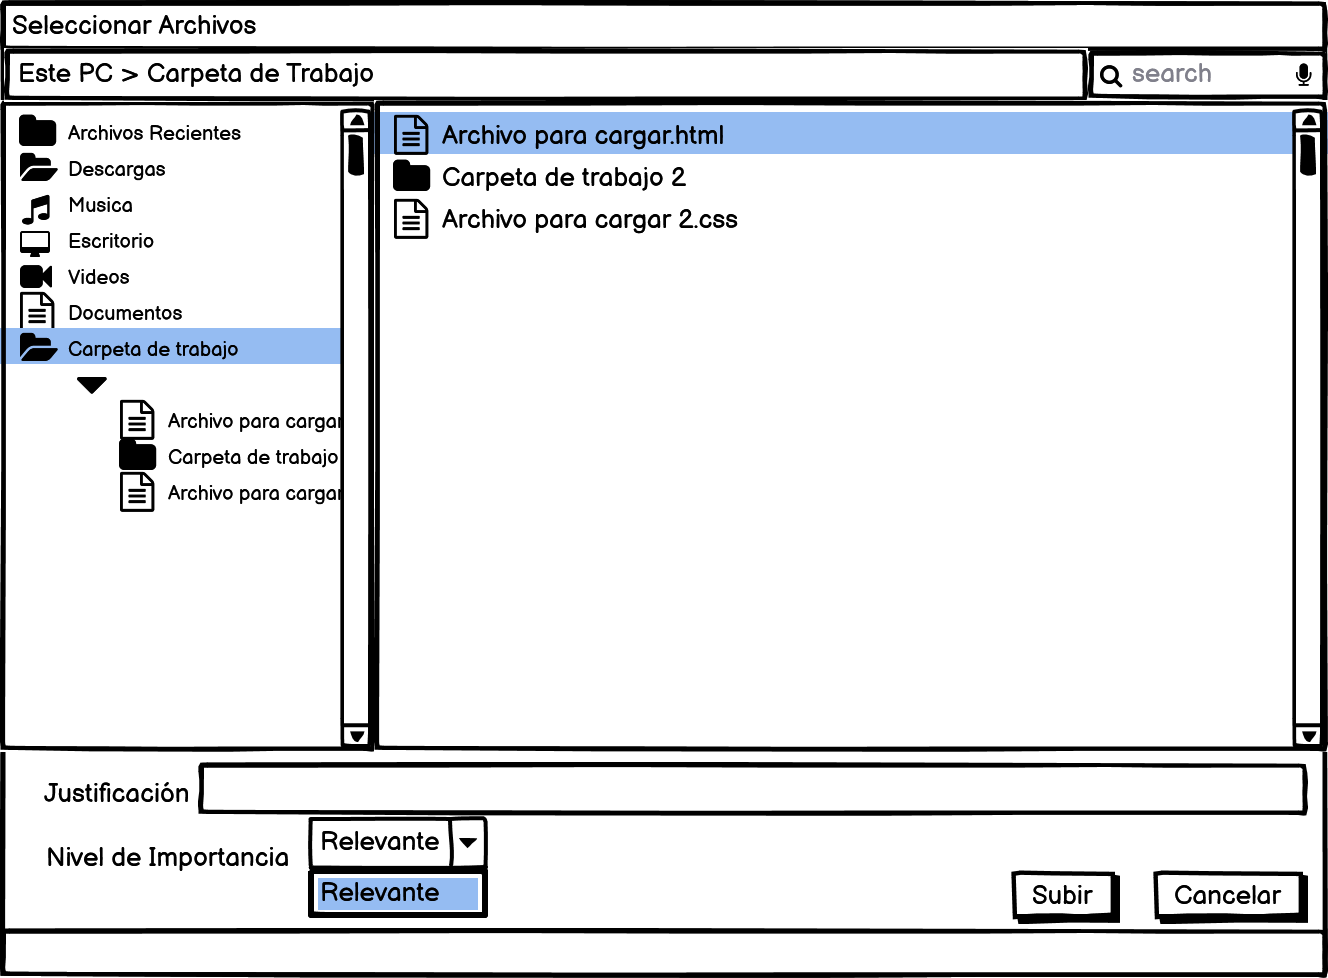 Seleccionar Archivos
Este PC > Carpeta de Trabajo
search
Archivos Recientes
Descargas
Musica
Escritorio
Videos
Documentos
Carpeta de trabajo
Archivo para cargar
Carpeta de trabajo
Archivo para cargar
Archivo para cargar.html
Carpeta de trabajo 2
Archivo para cargar 2.css
Justificación
Nivel de Importancia
Relevante
Relevante
Subir
Cancelar